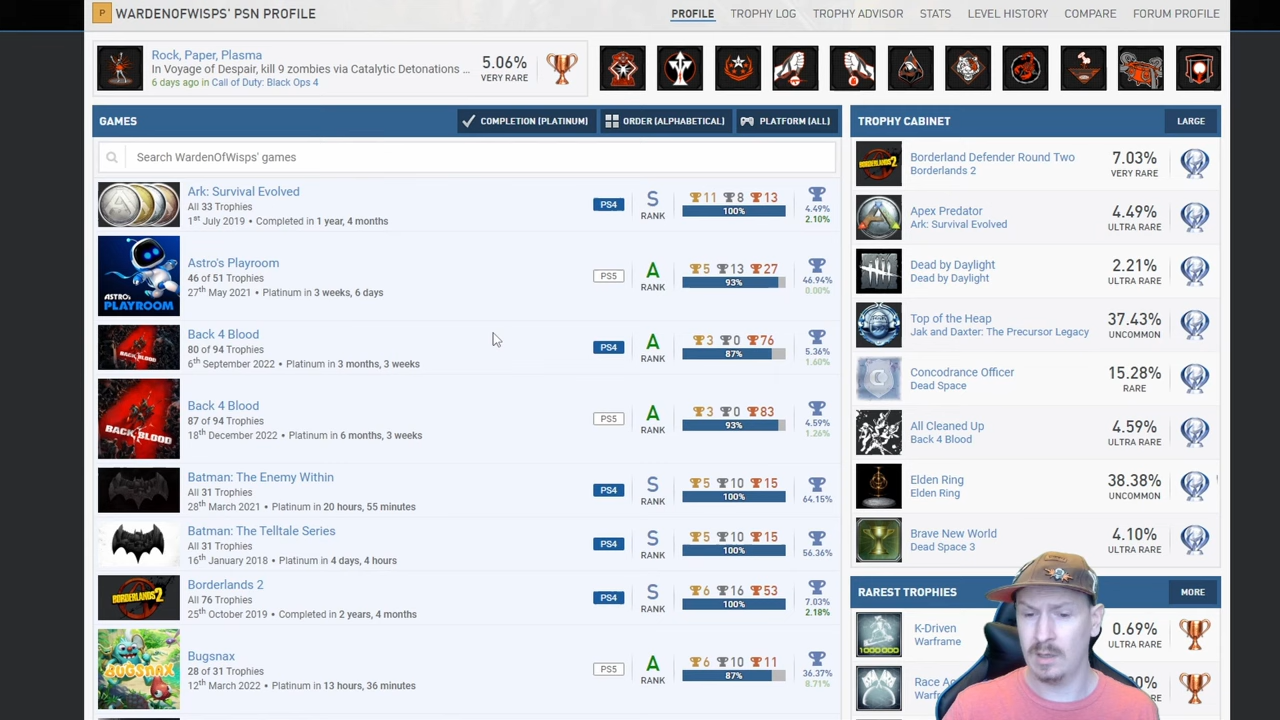 P WARDENOFWISPS' PSN PROFILE
PROFILE TROPHY LOG TROPHY ADVISOR STATS LEVEL HISTORY COMPARE FORUM PROFILE
Rock, Paper, Plasma
In Voyage of Despair, kill 9 zombies via Catalytic Detonations ...
6 days ago in Call of Duty: Black Ops 4
5.06%
VERY RARE
GAMES
COMPLETION (PLATINUM) ORDER (ALPHABETICAL) PLATFORM (ALL)
Search WardenOfWisps' games
Ark: Survival Evolved
All 33 Trophies
1st July 2019 • Completed in 1 year, 4 months
PS4
S
RANK
11 8 13
100%
4.49%
2.10%
ASTRO'S
PLAYROOM
Astro's Playroom
46 of 51 Trophies
27th May 2021 • Platinum in 3 weeks, 6 days
PS5
A
RANK
5 13 27
93%
46.94%
0.00%
BACK 4 BLOOD
Back 4 Blood
80 of 94 Trophies
6th September 2022 • Platinum in 3 months, 3 weeks
PS4
A
RANK
3 0 76
87%
5.36%
1.60%
BACK 4 BLOOD
Back 4 Blood
87 of 94 Trophies
18th December 2022 • Platinum in 6 months, 3 weeks
PS5
A
RANK
3 0 83
93%
4.59%
1.26%
Batman: The Enemy Within
All 31 Trophies
28th March 2021 • Platinum in 20 hours, 55 minutes
PS4
S
RANK
5 10 15
100%
64.15%
Batman: The Telltale Series
All 31 Trophies
16th January 2018 • Platinum in 4 days, 4 hours
PS4
S
RANK
5 10 15
100%
56.36%
BORDERLANDS 2
Borderlands 2
All 76 Trophies
25th October 2019 • Completed in 2 years, 4 months
PS4
S
RANK
6 16 53
100%
7.03%
2.18%
BUGSNAX
Bugsnax
28 of 31 Trophies
12th March 2022 • Platinum in 13 hours, 36 minutes
PS5
A
RANK
6 10 11
87%
36.37%
8.71%
TROPHY CABINET
LARGE
BORDERLANDS 2
Borderland Defender Round Two
Borderlands 2
7.03%
VERY RARE
Apex Predator
Ark: Survival Evolved
4.49%
ULTRA RARE
Dead by Daylight
Dead by Daylight
2.21%
ULTRA RARE
Top of the Heap
Jak and Daxter: The Precursor Legacy
37.43%
UNCOMMON
Concodrance Officer
Dead Space
15.28%
RARE
All Cleaned Up
Back 4 Blood
4.59%
ULTRA RARE
Elden Ring
Elden Ring
38.38%
UNCOMMON
Brave New World
Dead Space 3
4.10%
ULTRA RARE
RAREST TROPHIES
MORE
1000000
K-Driven
Warframe
0.69%
ULTRA RARE